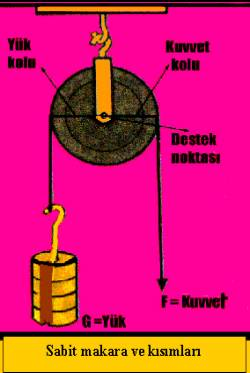 Yük
kolu
Kuvvet
kolu
Destek
noktası
F = Kuvvet
G =Yük
Sabit makara ve kısımları